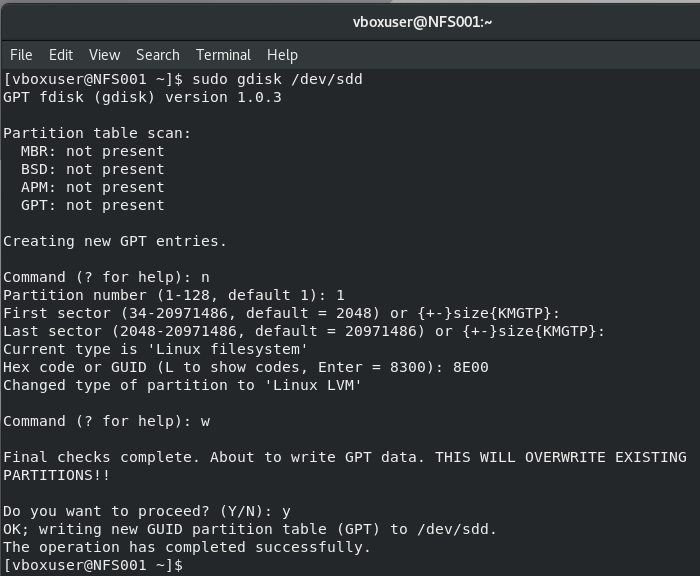 vboxuser@NFS001:~
File Edit View Search Terminal Help
[vboxuser@NFS001 ~]$ sudo gdisk /dev/sdd
GPT fdisk (gdisk) version 1.0.3
Partition table scan:
MBR: not present
BSD: not present
APM: not present
GPT: not present
Creating new GPT entries.
Command (? for help): n
Partition number (1-128, default 1): 1
First sector (34-20971486, default = 2048) or {+-}size{KMGTP}:
Last sector (2048-20971486, default = 20971486) or {+-}size{KMGTP}:
Current type is 'Linux filesystem'
Hex code or GUID (L to show codes, Enter = 8300): 8E00
Changed type of partition to 'Linux LVM'
Command (? for help): w
Final checks complete. About to write GPT data. THIS WILL OVERWRITE EXISTING
PARTITIONS!!
Do you want to proceed? (Y/N): y
OK; writing new GUID partition table (GPT) to /dev/sdd.
The operation has completed successfully.
[vboxuser@NFS001 ~]$